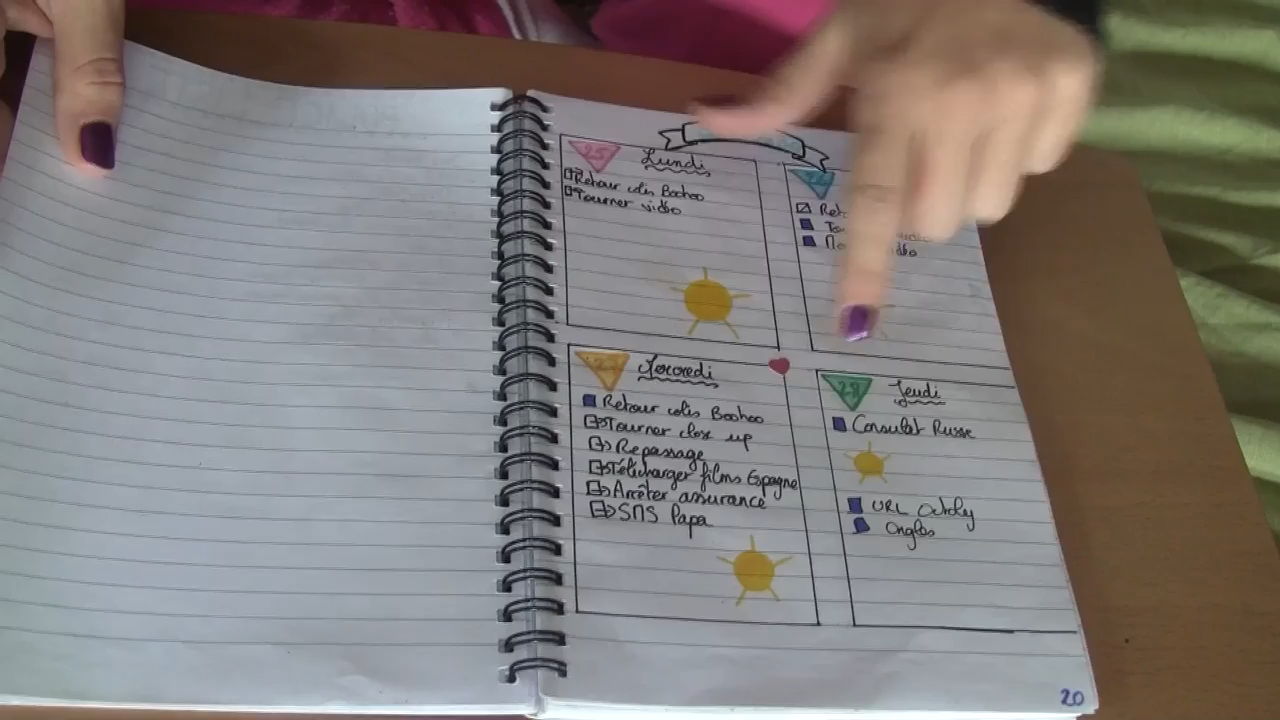 25 Lundi
Retour colis Boohoo
Tourner vidéo
Mercredi
Retour colis Boohoo
Tourner close up
Repassage
Télécharger films Espagne
Arrêter assurance
SMS Papa
28 Jeudi
Consulat Russe
URL
Ongles
20